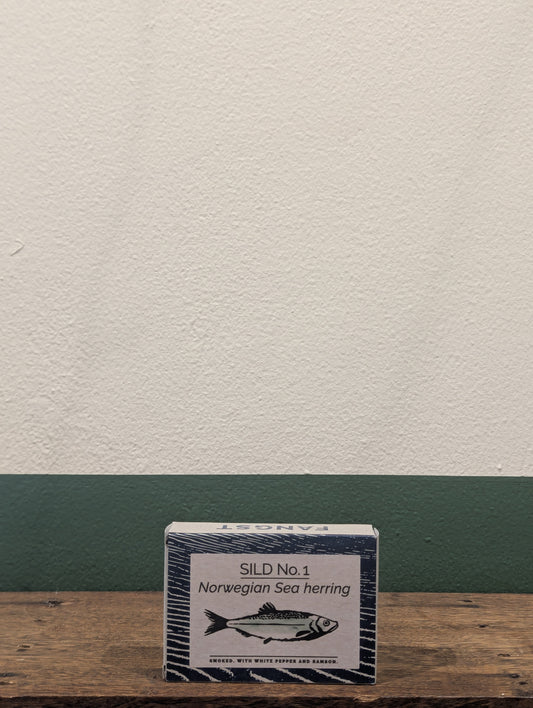 FANGST
SILD No.1
Norwegian Sea herring
SMOKED. WITH WHITE PEPPER AND RAMSON.